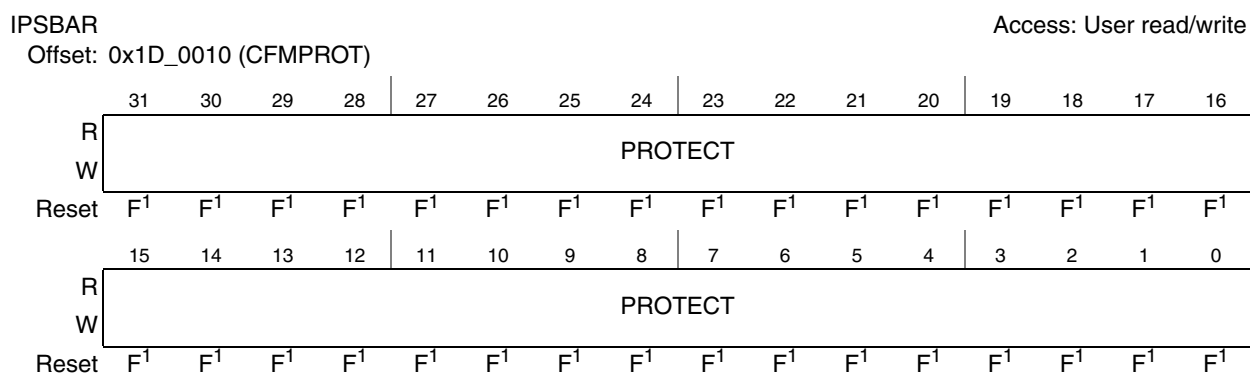 IPSBAR Access: User read/write
Offset: 0x1D_0010 (CFMPROT)
31 30 29 28 27 26 25 24 23 22 21 20 19 18 17 16
R
PROTECT
W
Reset F1 F1 F1 F1 F1 F1 F1 F1 F1 F1 F1 F1 F1 F1 F1 F1
15 14 13 12 11 10 9 8 7 6 5 4 3 2 1 0
R
PROTECT
W
Reset F1 F1 F1 F1 F1 F1 F1 F1 F1 F1 F1 F1 F1 F1 F1 F1